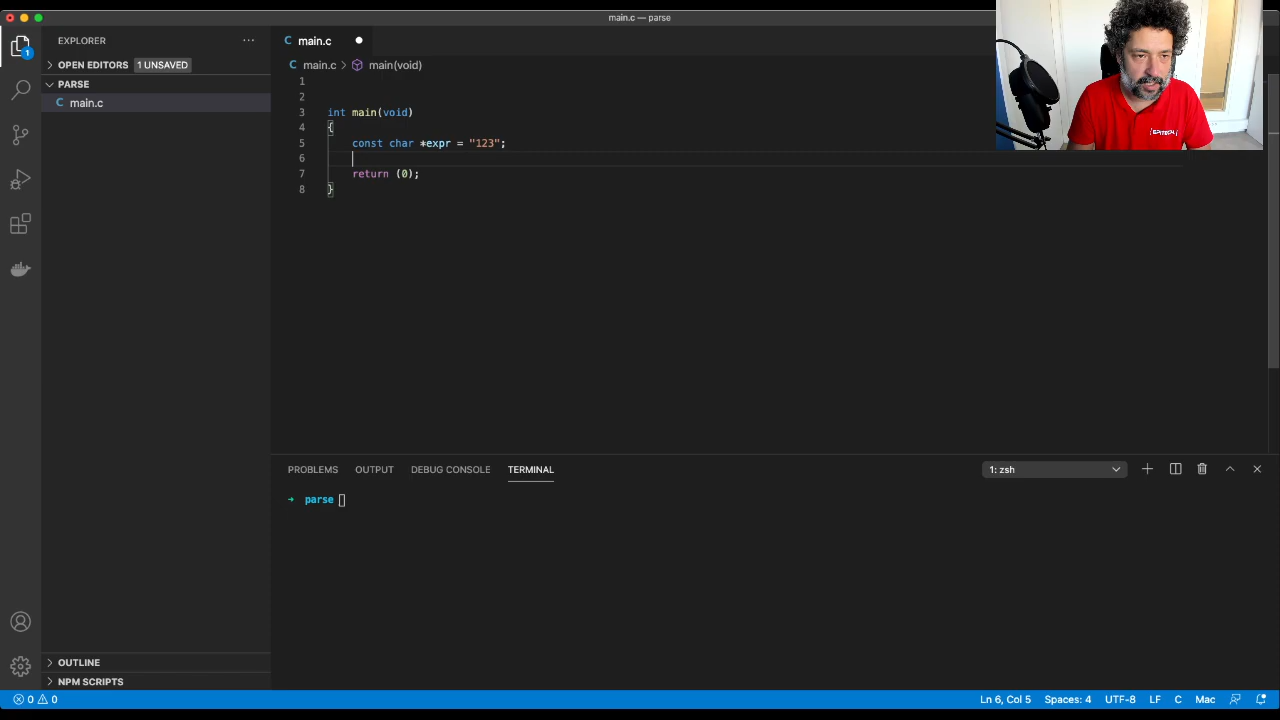 main.c — parse
EXPLORER ···
OPEN EDITORS 1 UNSAVED
PARSE
C main.c
OUTLINE
NPM SCRIPTS
1
C main.c
C main.c > main(void)
1
2
3 int main(void)
4 {
5 const char *expr = "123";
6
7 return (0);
8 }
PROBLEMS OUTPUT DEBUG CONSOLE TERMINAL 1: zsh
→ parse
0 0 Ln 6, Col 5 Spaces: 4 UTF-8 LF C Mac
{EPITECH.}